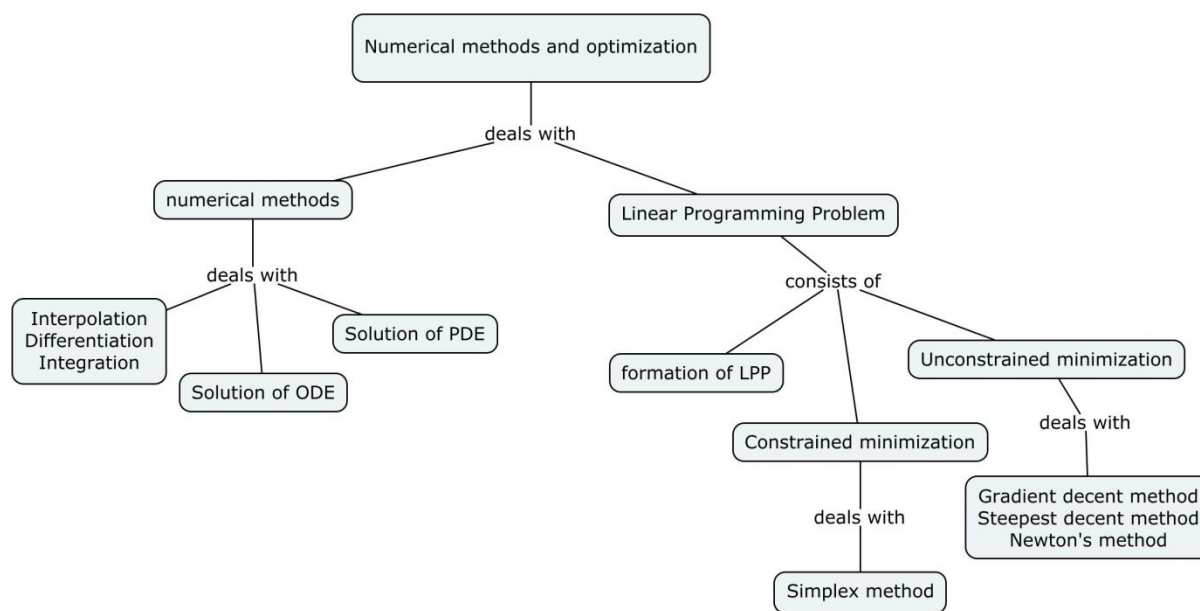 Numerical methods and optimization
deals with
numerical methods
Linear Programming Problem
deals with
consists of
Interpolation
Differentiation
Integration
Solution of ODE
Solution of PDE
formation of LPP
Constrained minimization
Unconstrained minimization
deals with
deals with
Simplex method
Gradient decent method
Steepest decent method
Newton's method